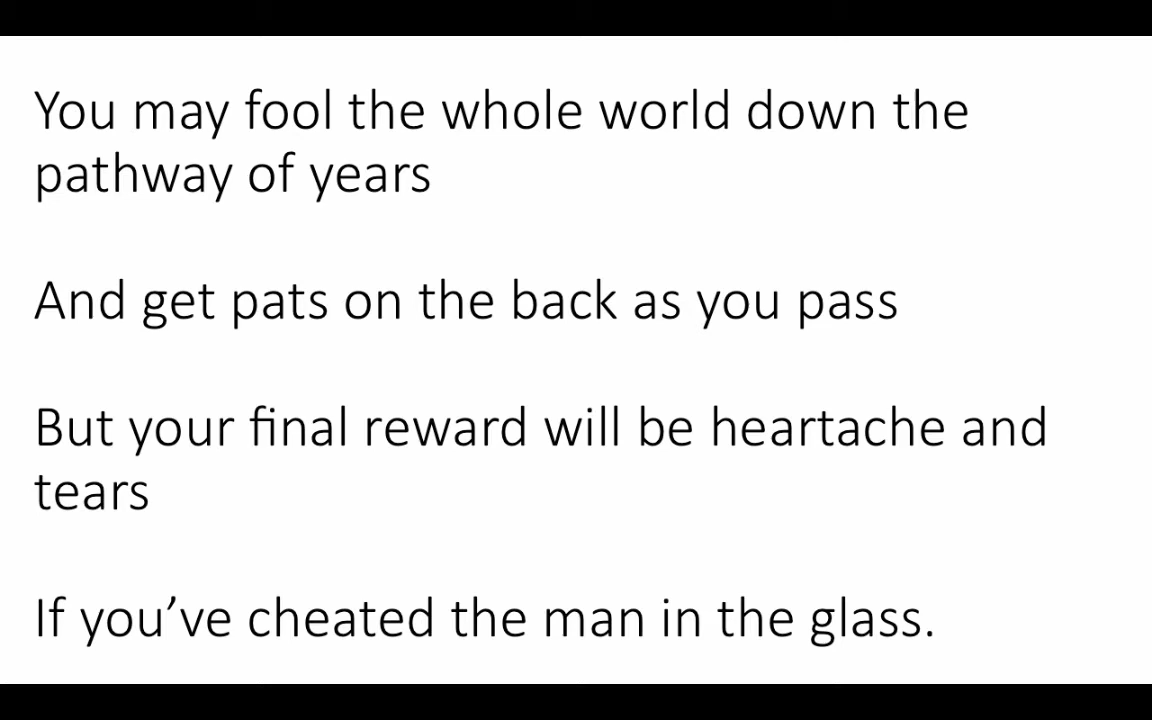 You may fool the whole world down the
pathway of years
And get pats on the back as you pass
But your final reward will be heartache and
tears
If you’ve cheated the man in the glass.